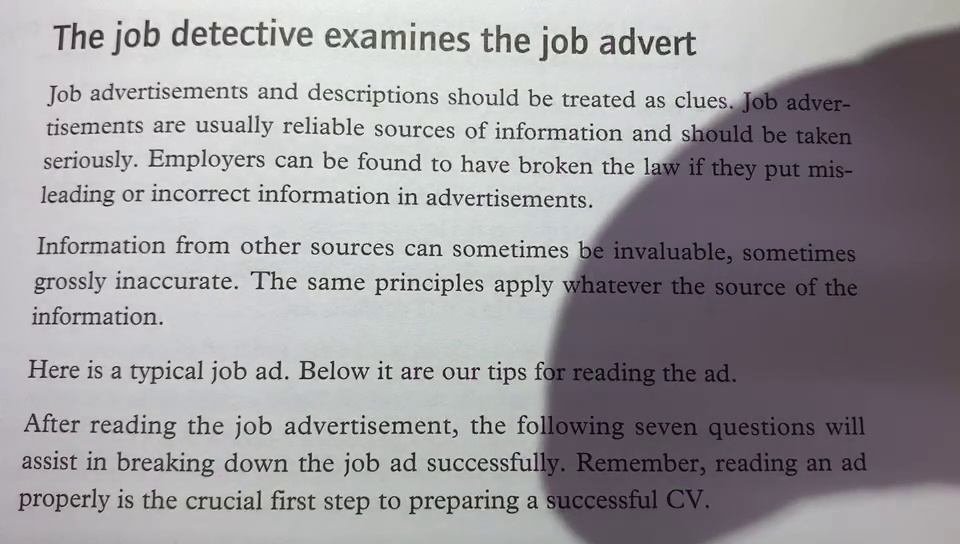 The job detective examines the job advert
Job advertisements and descriptions should be treated as clues. Job adver-
tisements are usually reliable sources of information and should be taken
seriously. Employers can be found to have broken the law if they put mis-
leading or incorrect information in advertisements.
Information from other sources can sometimes be invaluable, sometimes
grossly inaccurate. The same principles apply whatever the source of the
information.
Here is a typical job ad. Below it are our tips for reading the ad.
After reading the job advertisement, the following seven questions will
assist in breaking down the job ad successfully. Remember, reading an ad
properly is the crucial first step to preparing a successful CV.